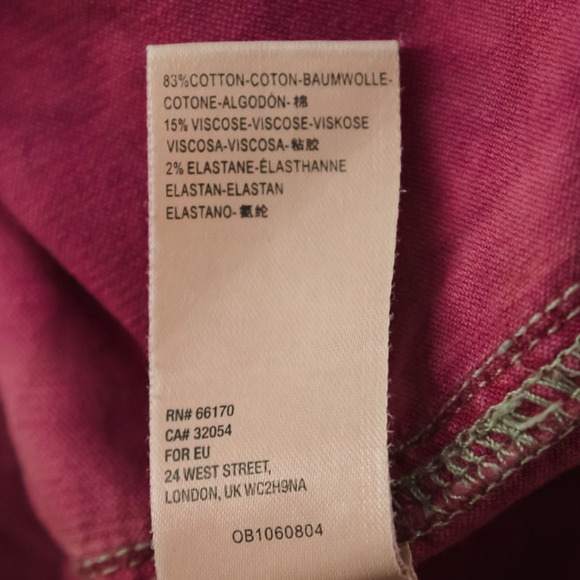 83%COTTON-COTON-BAUMWOLLE-
COTONE-ALGODÓN-棉
15% VISCOSE-VISCOSE-VISKOSE
VISCOSA-VISCOSA-粘胶
2% ELASTANE-ÉLASTHANNE
ELASTAN-ELASTAN
ELASTANO-氨纶
RN# 66170
CA# 32054
FOR EU
24 WEST STREET,
LONDON, UK WC2H9NA
OB1060804